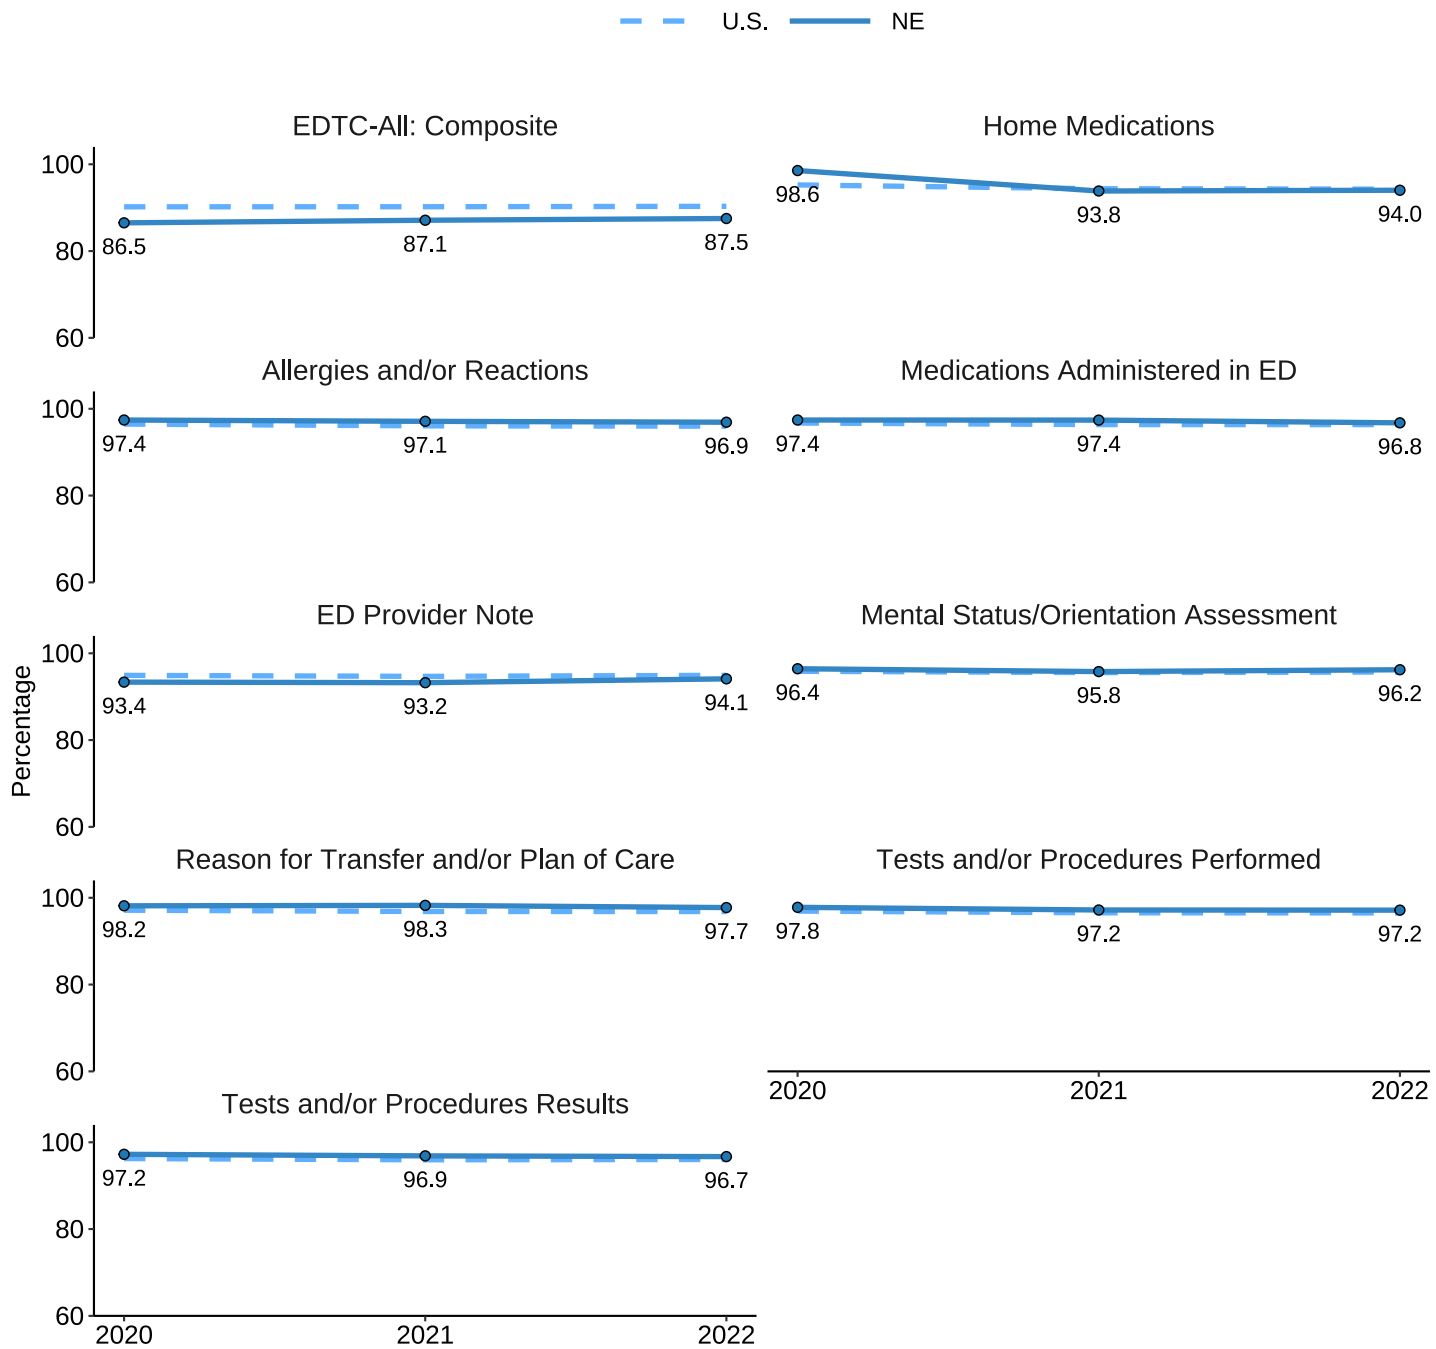 U.S. NE
EDTC-All: Composite
100
80
60
86.5 87.1 87.5
Home Medications
98.6 93.8 94.0
Allergies and/or Reactions
100
80
60
97.4 97.1 96.9
Medications Administered in ED
97.4 97.4 96.8
Percentage
ED Provider Note
100
80
60
93.4 93.2 94.1
Mental Status/Orientation Assessment
96.4 95.8 96.2
Reason for Transfer and/or Plan of Care
100
80
60
98.2 98.3 97.7
Tests and/or Procedures Performed
97.8 97.2 97.2
2020 2021 2022
Tests and/or Procedures Results
100
80
60
97.2 96.9 96.7
2020 2021 2022